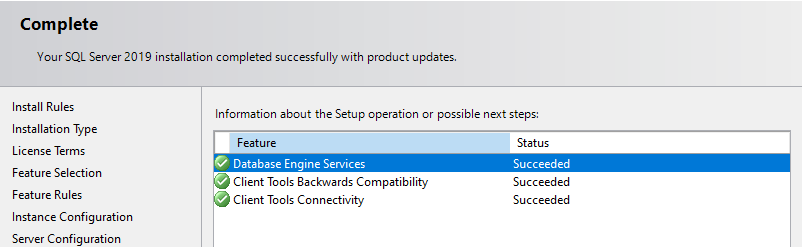 Complete
Your SQL Server 2019 installation completed successfully with product updates.
Install Rules
Installation Type
License Terms
Feature Selection
Feature Rules
Instance Configuration
Server Configuration
Information about the Setup operation or possible next steps:
Feature Status
Database Engine Services Succeeded
Client Tools Backwards Compatibility Succeeded
Client Tools Connectivity Succeeded